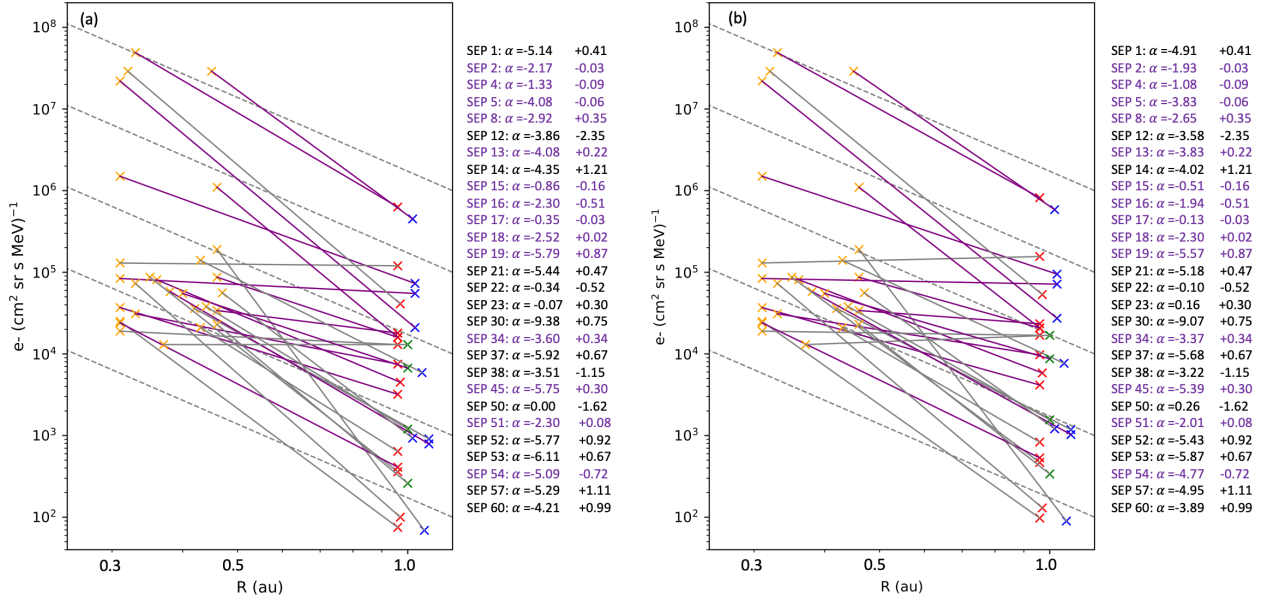 (a)
10^8
10^7
10^6
10^5
10^4
10^3
10^2
e- (cm^2 sr s MeV)^−1
0.3
0.5
1.0
R (au)
SEP 1: α =-5.14 +0.41
SEP 2: α =-2.17 -0.03
SEP 4: α =-1.33 -0.09
SEP 5: α =-4.08 -0.06
SEP 8: α =-2.92 +0.35
SEP 12: α =-3.86 -2.35
SEP 13: α =-4.08 +0.22
SEP 14: α =-4.35 +1.21
SEP 15: α =-0.86 -0.16
SEP 16: α =-2.30 -0.51
SEP 17: α =-0.35 -0.03
SEP 18: α =-2.52 +0.02
SEP 19: α =-5.79 +0.87
SEP 21: α =-5.44 +0.47
SEP 22: α =-0.34 -0.52
SEP 23: α =-0.07 +0.30
SEP 30: α =-9.38 +0.75
SEP 34: α =-3.60 +0.34
SEP 37: α =-5.92 +0.67
SEP 38: α =-3.51 -1.15
SEP 45: α =-5.75 +0.30
SEP 50: α =0.00 -1.62
SEP 51: α =-2.30 +0.08
SEP 52: α =-5.77 +0.92
SEP 53: α =-6.11 +0.67
SEP 54: α =-5.09 -0.72
SEP 57: α =-5.29 +1.11
SEP 60: α =-4.21 +0.99
(b)
10^8
10^7
10^6
10^5
10^4
10^3
10^2
e- (cm^2 sr s MeV)^−1
0.3
0.5
1.0
R (au)
SEP 1: α =-4.91 +0.41
SEP 2: α =-1.93 -0.03
SEP 4: α =-1.08 -0.09
SEP 5: α =-3.83 -0.06
SEP 8: α =-2.65 +0.35
SEP 12: α =-3.58 -2.35
SEP 13: α =-3.83 +0.22
SEP 14: α =-4.02 +1.21
SEP 15: α =-0.51 -0.16
SEP 16: α =-1.94 -0.51
SEP 17: α =-0.13 -0.03
SEP 18: α =-2.30 +0.02
SEP 19: α =-5.57 +0.87
SEP 21: α =-5.18 +0.47
SEP 22: α =-0.10 -0.52
SEP 23: α =0.16 +0.30
SEP 30: α =-9.07 +0.75
SEP 34: α =-3.37 +0.34
SEP 37: α =-5.68 +0.67
SEP 38: α =-3.22 -1.15
SEP 45: α =-5.39 +0.30
SEP 50: α =0.26 -1.62
SEP 51: α =-2.01 +0.08
SEP 52: α =-5.43 +0.92
SEP 53: α =-5.87 +0.67
SEP 54: α =-4.77 -0.72
SEP 57: α =-4.95 +1.11
SEP 60: α =-3.89 +0.99